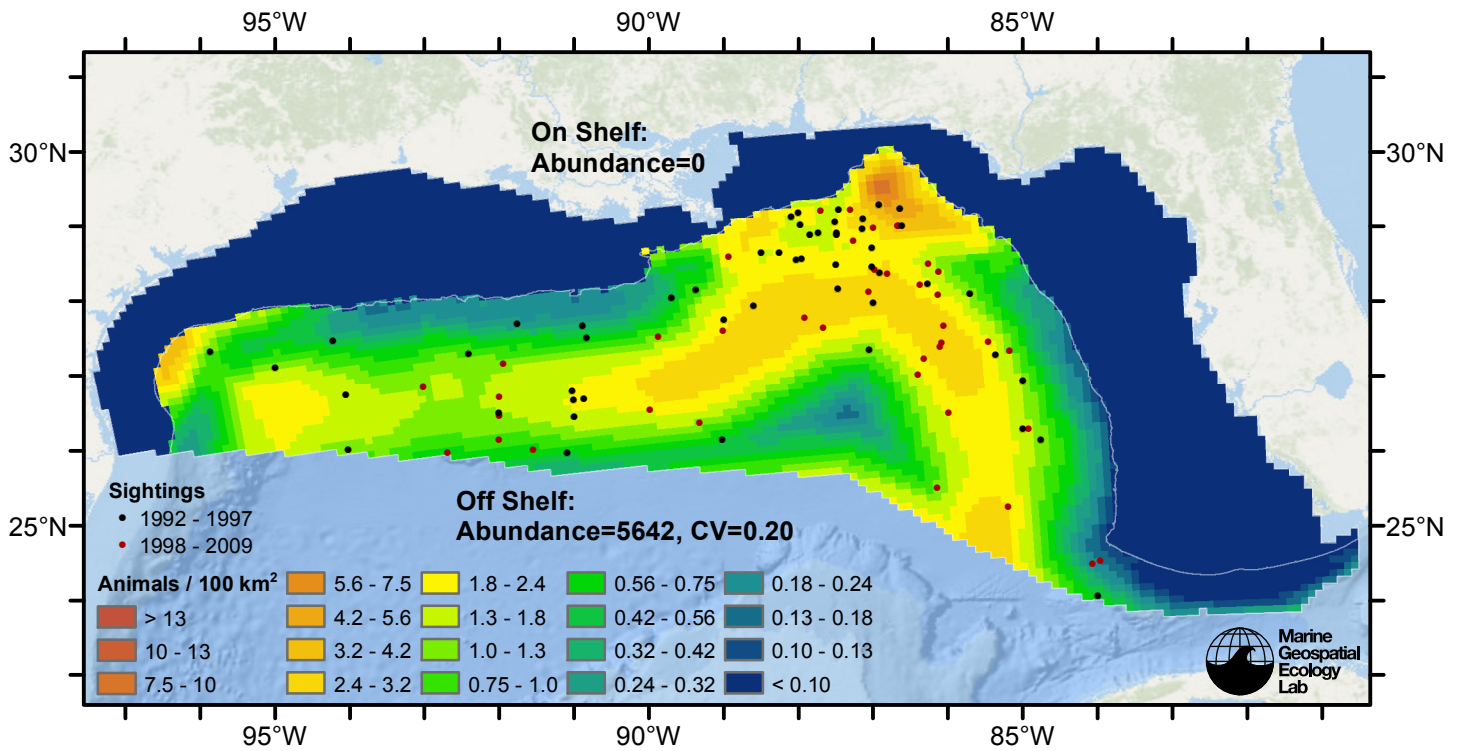 95°W 90°W 85°W
30°N 30°N
On Shelf:
Abundance=0
25°N 25°N
Sightings
1992 - 1997
1998 - 2009
Off Shelf:
Abundance=5642, CV=0.20
Animals / 100 km²
> 13
10 - 13
7.5 - 10
5.6 - 7.5
4.2 - 5.6
3.2 - 4.2
2.4 - 3.2
1.8 - 2.4
1.3 - 1.8
1.0 - 1.3
0.75 - 1.0
0.56 - 0.75
0.42 - 0.56
0.32 - 0.42
0.24 - 0.32
0.18 - 0.24
0.13 - 0.18
0.10 - 0.13
< 0.10
Marine
Geospatial
Ecology
Lab
95°W 90°W 85°W